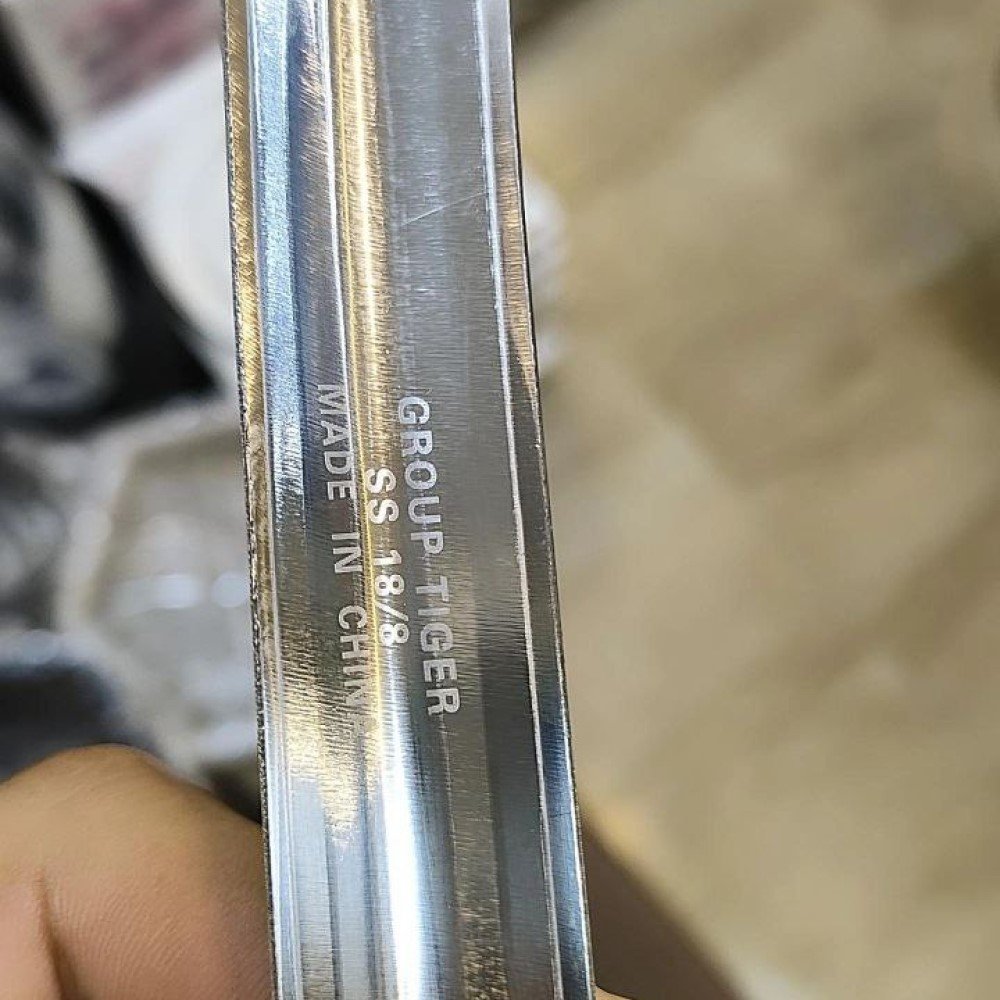 GROUP TIGER
SS 18/8
MADE IN CHINA